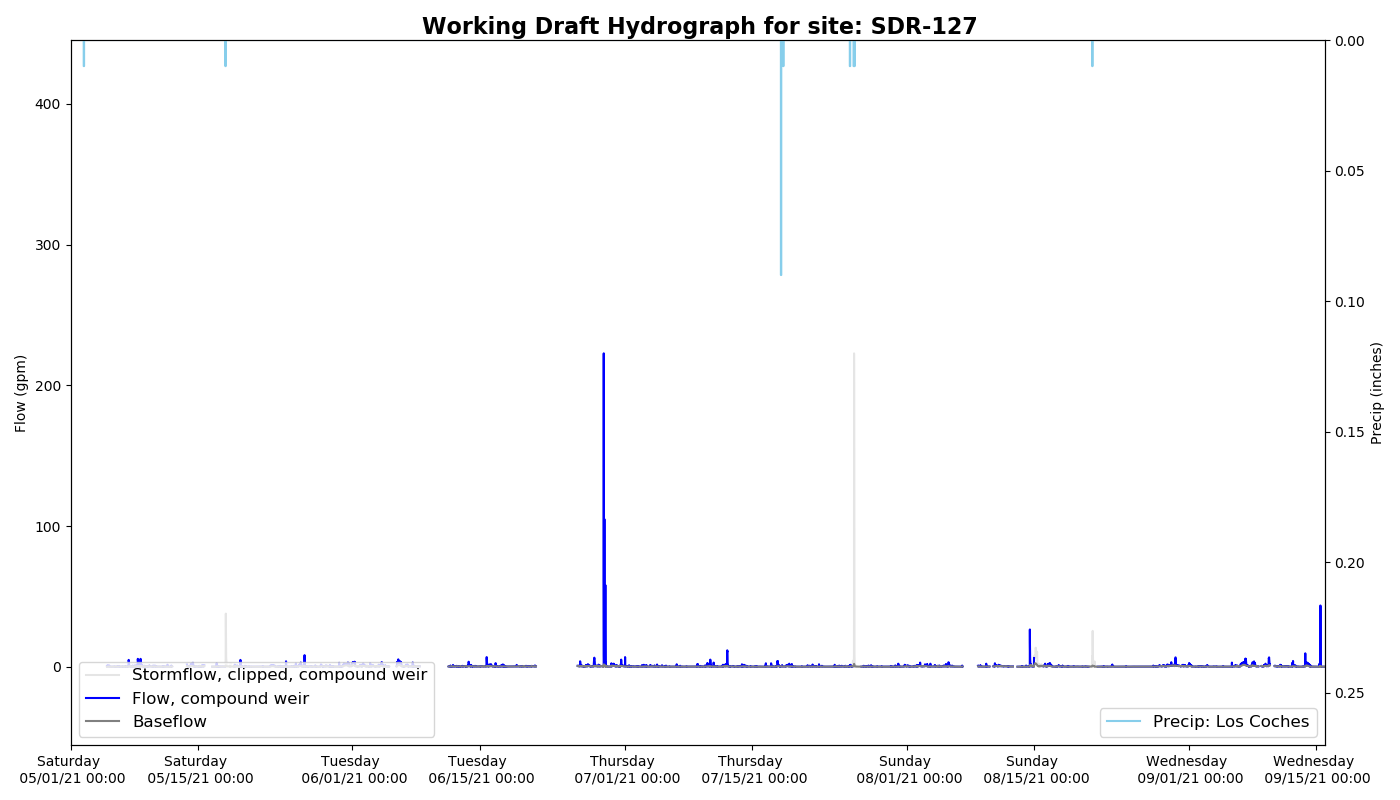 Working Draft Hydrograph for site: SDR-127
0.00
400
0.05
300
0.10
Flow (gpm)
Precip (inches)
200
0.15
100
0.20
0
0.25
Stormflow, clipped, compound weir
Flow, compound weir
Baseflow
Precip: Los Coches
Saturday
05/01/21 00:00
Saturday
05/15/21 00:00
Tuesday
06/01/21 00:00
Tuesday
06/15/21 00:00
Thursday
07/01/21 00:00
Thursday
07/15/21 00:00
Sunday
08/01/21 00:00
Sunday
08/15/21 00:00
Wednesday
09/01/21 00:00
Wednesday
09/15/21 00:00